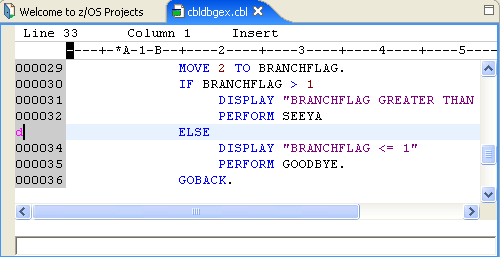 Welcome to z/OS Projects cbldbgex.cbl
Line 33 Column 1 Insert
----+-*A-1-B--+----2----+----3----+----4----+----5----
000029 MOVE 2 TO BRANCHFLAG.
000030 IF BRANCHFLAG > 1
000031 DISPLAY "BRANCHFLAG GREATER THAN
000032 PERFORM SEEYA
d ELSE
000034 DISPLAY "BRANCHFLAG <= 1"
000035 PERFORM GOODBYE.
000036 GOBACK.